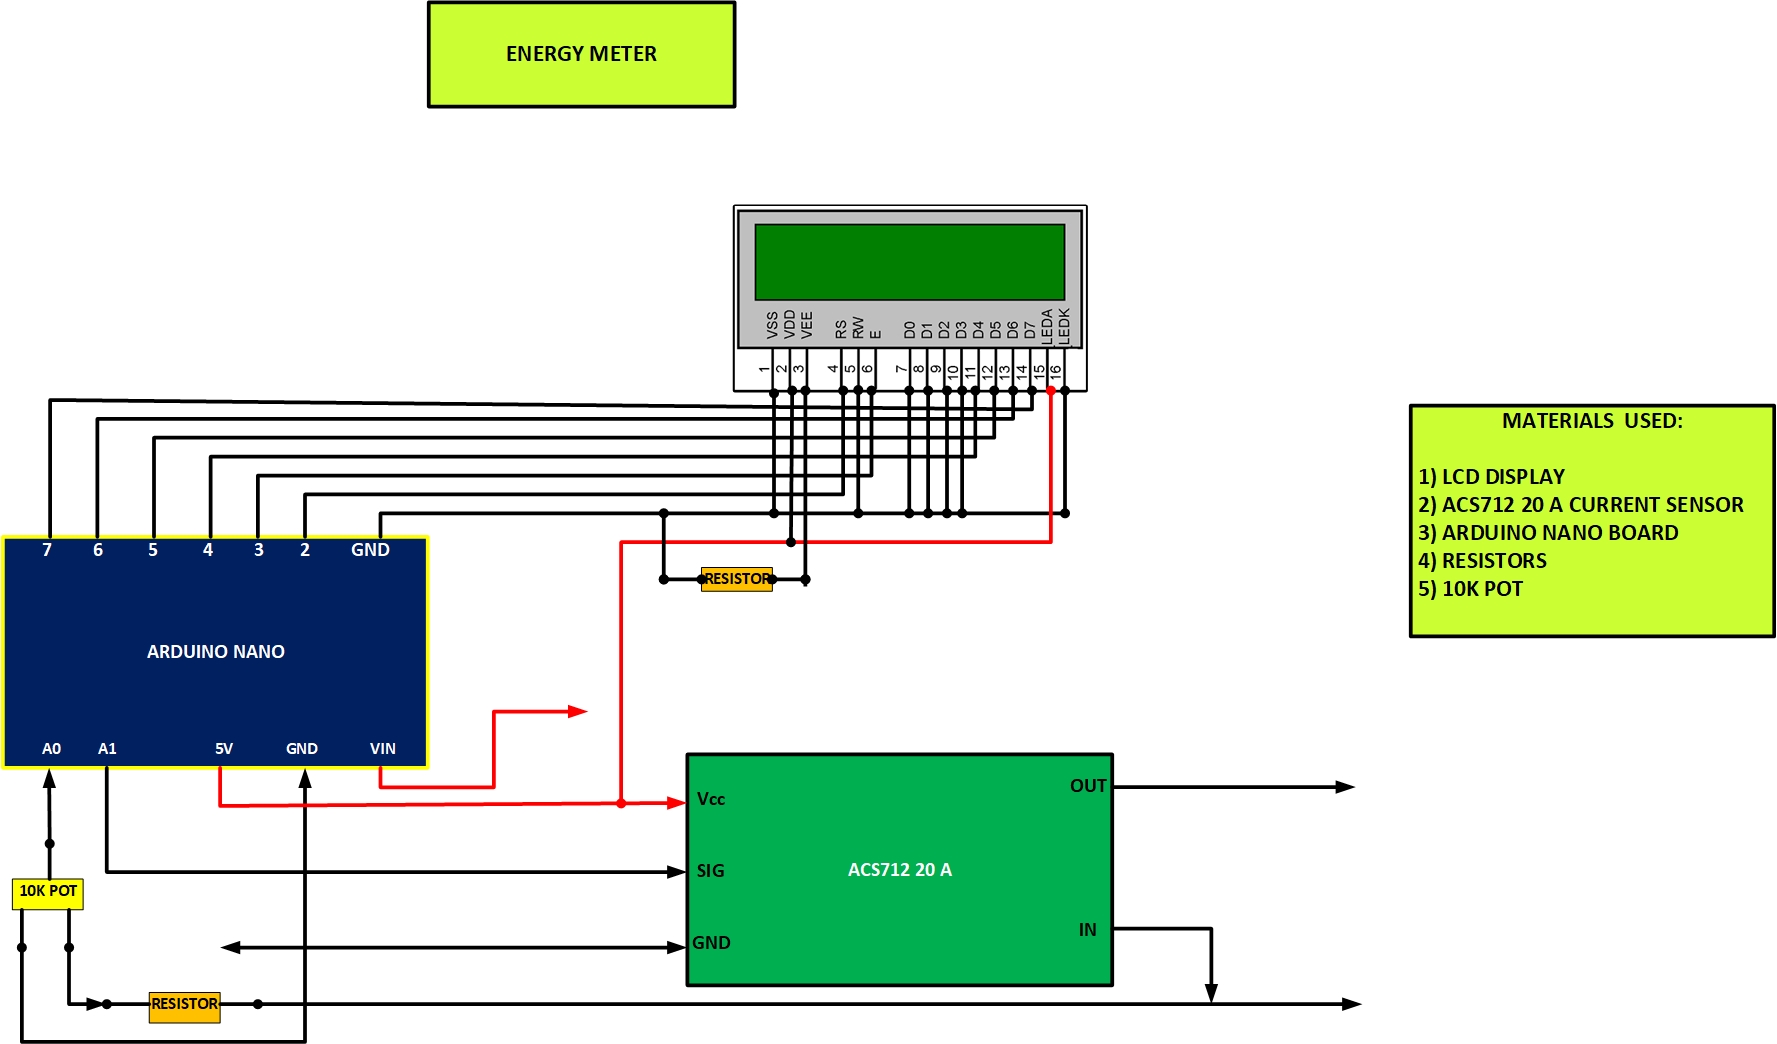 ENERGY METER
VSS
VDD
VEE
RS
RW
E
D0
D1
D2
D3
D4
D5
D6
D7
LEDA
LEDK
1
2
3
4
5
6
7
8
9
10
11
12
13
14
15
16
MATERIALS  USED:
1) LCD DISPLAY
2) ACS712 20 A CURRENT SENSOR
3) ARDUINO NANO BOARD
4) RESISTORS
5) 10K POT
7 6 5 4 3 2 GND
RESISTOR
ARDUINO NANO
A0 A1 5V GND VIN
OUT
Vcc
SIG
ACS712 20 A
10K POT
IN
GND
RESISTOR